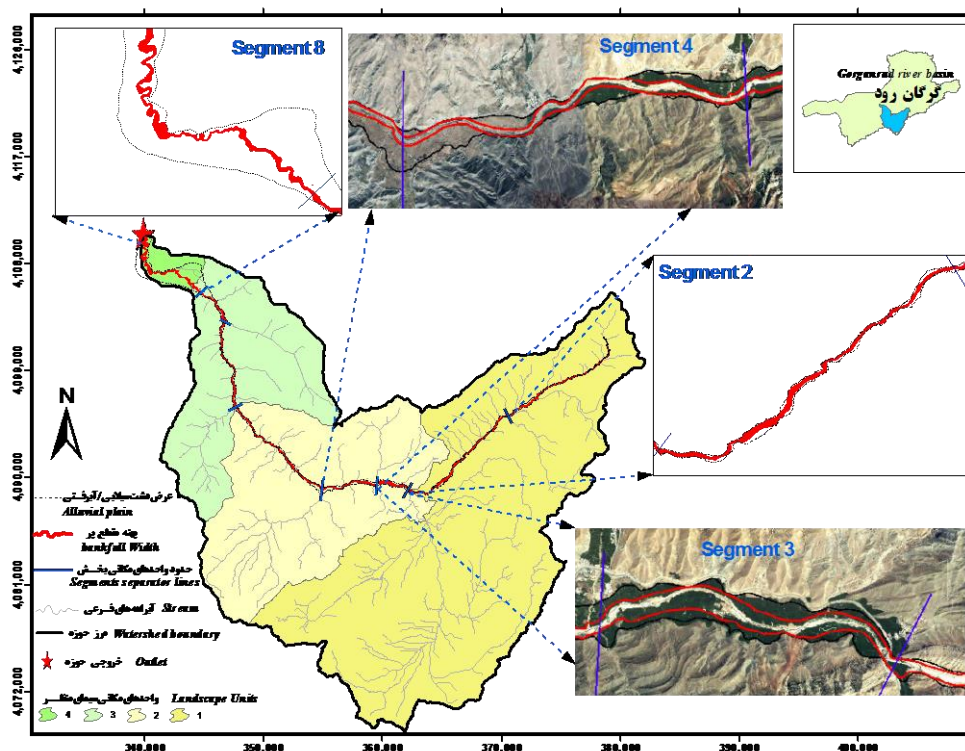 Segment 8
Segment 4
Gorganrud river basin
گرگان رود
Segment 2
Segment 3
N
عرض دشت سیلابی/آبرفتی
Alluvial plain
پهنه مقطع پر
bankfull Width
حدود واحدهای مکانی بخش
Segments separator lines
آبراهه‌های فرعی Stream
مرز حوزه Watershed boundary
خروجی حوزه Outlet
واحدهای مکانی سیمای منظر Landscape Units
4 3 2 1
4,126,000
4,117,000
4,108,000
4,099,000
4,090,000
4,081,000
4,072,000
350,000 360,000 370,000 380,000 390,000 400,000